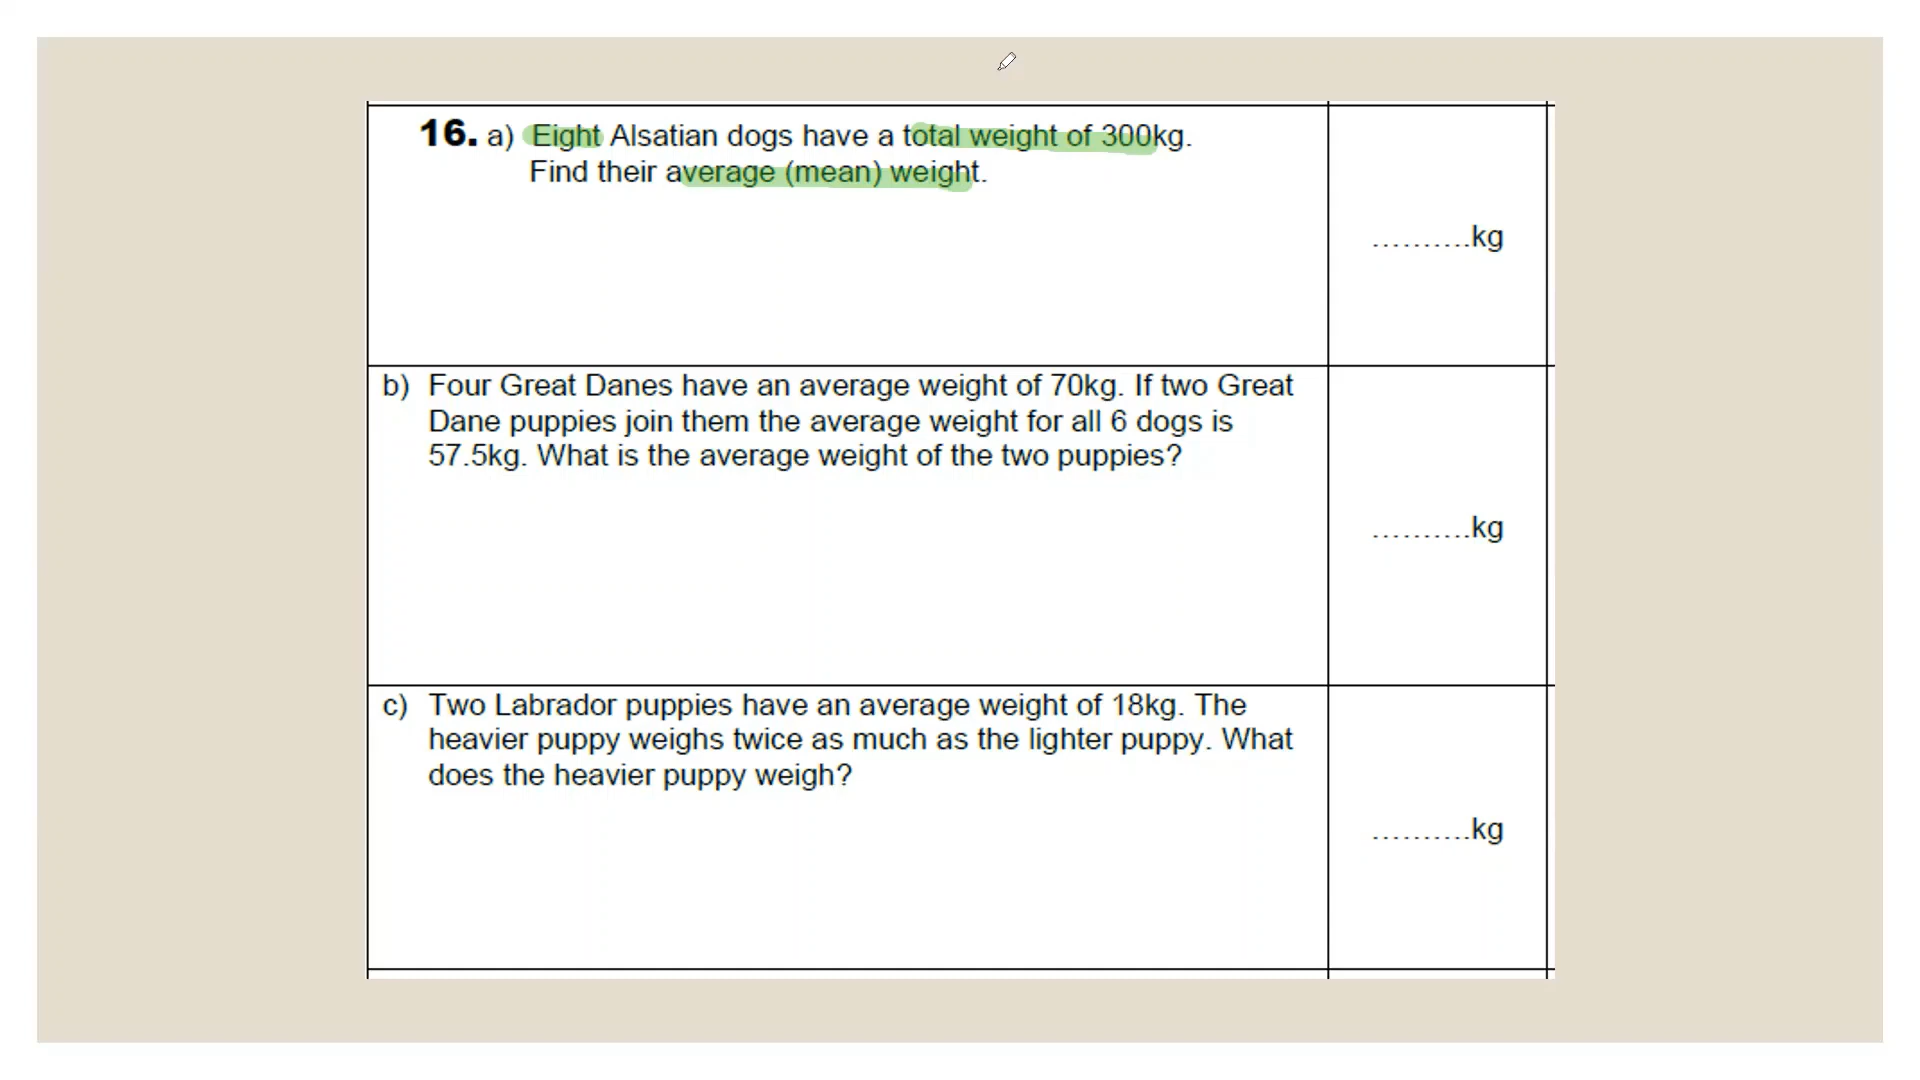 16. a) Eight Alsatian dogs have a total weight of 300kg.
Find their average (mean) weight.
..........kg
b) Four Great Danes have an average weight of 70kg. If two Great
Dane puppies join them the average weight for all 6 dogs is
57.5kg. What is the average weight of the two puppies?
..........kg
c) Two Labrador puppies have an average weight of 18kg. The
heavier puppy weighs twice as much as the lighter puppy. What
does the heavier puppy weigh?
..........kg